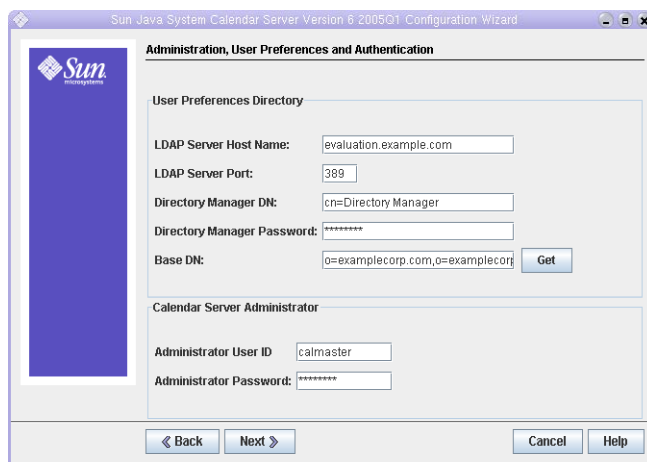 Sun Java System Calendar Server Version 6 2005Q1 Configuration Wizard
Sun
microsystems
Administration, User Preferences and Authentication
User Preferences Directory
LDAP Server Host Name: evaluation.example.com
LDAP Server Port: 389
Directory Manager DN: cn=Directory Manager
Directory Manager Password: ********
Base DN: o=examplecorp.com,o=examplecorp Get
Calendar Server Administrator
Administrator User ID calmaster
Administrator Password: ********
Back Next Cancel Help